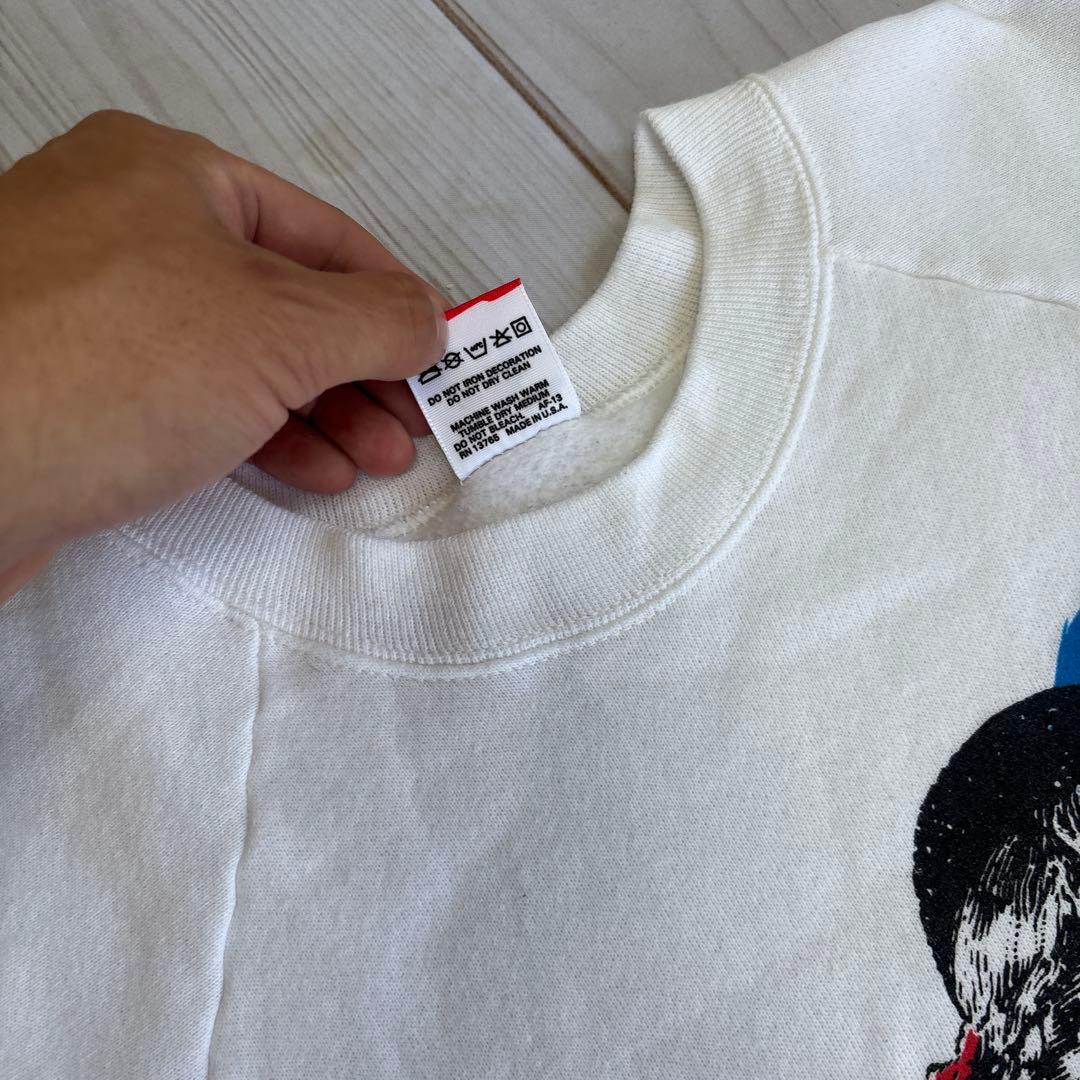 40°C
DO NOT IRON DECORATION
DO NOT DRY CLEAN
MACHINE WASH WARM
TUMBLE DRY MEDIUM
DO NOT BLEACH. AF-13
RN 13765 MADE IN U.S.A.